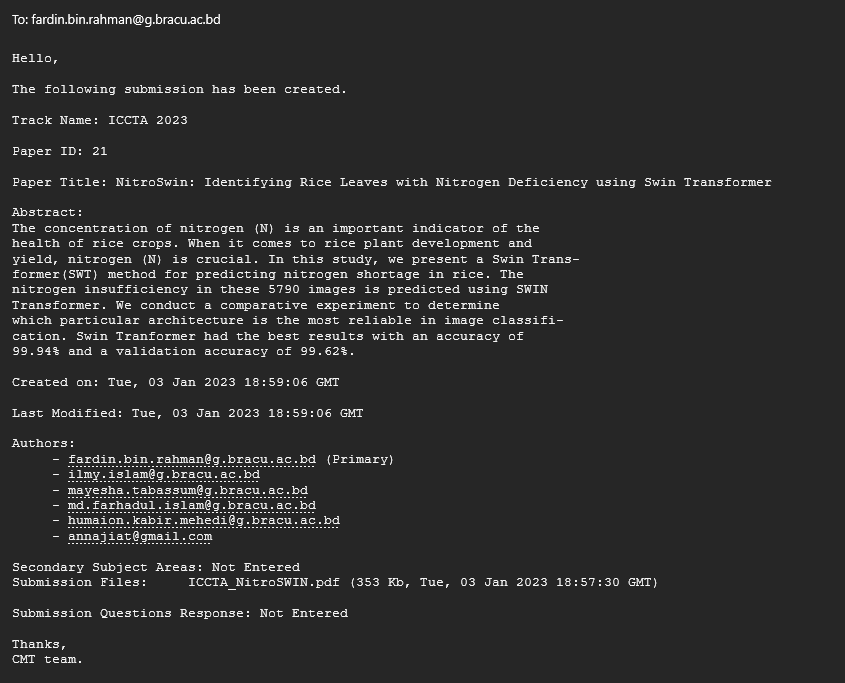 To: fardin.bin.rahman@g.bracu.ac.bd
Hello,
The following submission has been created.
Track Name: ICCTA 2023
Paper ID: 21
Paper Title: NitroSwin: Identifying Rice Leaves with Nitrogen Deficiency using Swin Transformer
Abstract:
The concentration of nitrogen (N) is an important indicator of the
health of rice crops. When it comes to rice plant development and
yield, nitrogen (N) is crucial. In this study, we present a Swin Trans-
former(SWT) method for predicting nitrogen shortage in rice. The
nitrogen insufficiency in these 5790 images is predicted using SWIN
Transformer. We conduct a comparative experiment to determine
which particular architecture is the most reliable in image classifi-
cation. Swin Tranformer had the best results with an accuracy of
99.94% and a validation accuracy of 99.62%.
Created on: Tue, 03 Jan 2023 18:59:06 GMT
Last Modified: Tue, 03 Jan 2023 18:59:06 GMT
Authors:
- fardin.bin.rahman@g.bracu.ac.bd (Primary)
- ilmy.islam@g.bracu.ac.bd
- mayesha.tabassum@g.bracu.ac.bd
- md.farhadul.islam@g.bracu.ac.bd
- humaion.kabir.mehedi@g.bracu.ac.bd
- annajiat@gmail.com
Secondary Subject Areas: Not Entered
Submission Files: ICCTA_NitroSWIN.pdf (353 Kb, Tue, 03 Jan 2023 18:57:30 GMT)
Submission Questions Response: Not Entered
Thanks,
CMT team.